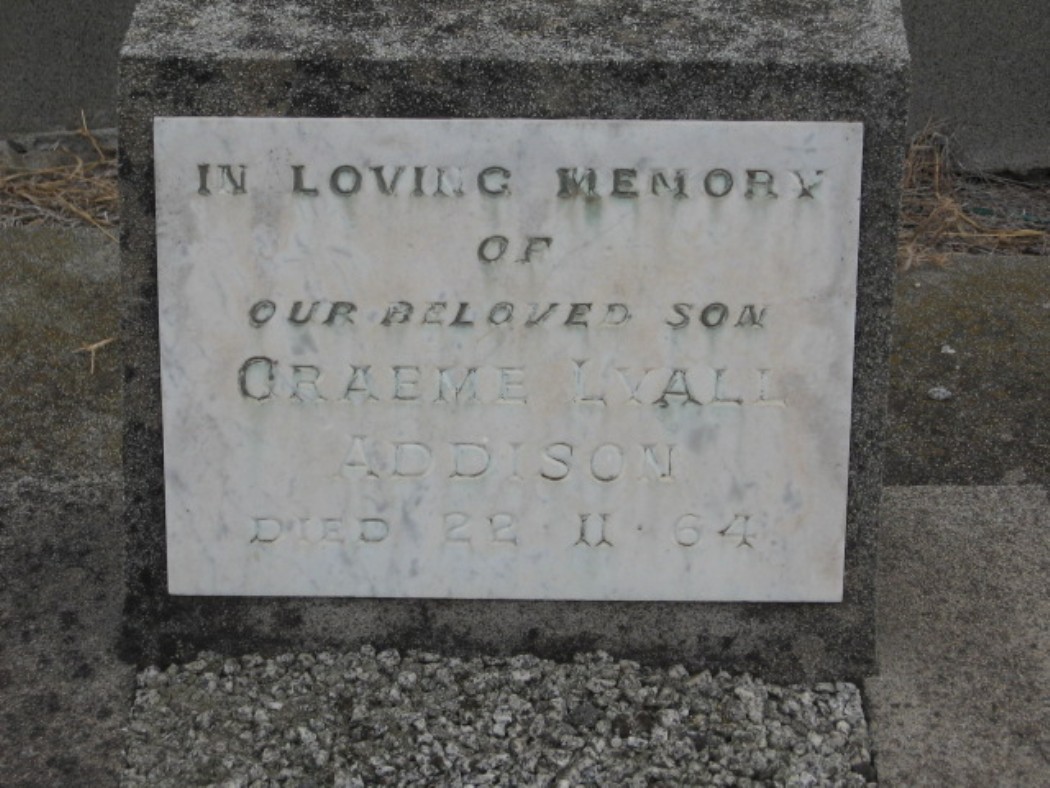 IN LOVING MEMORY
OF
OUR BELOVED SON
GRAEME LYALL
ADDISON
DIED 22 · 11 · 64